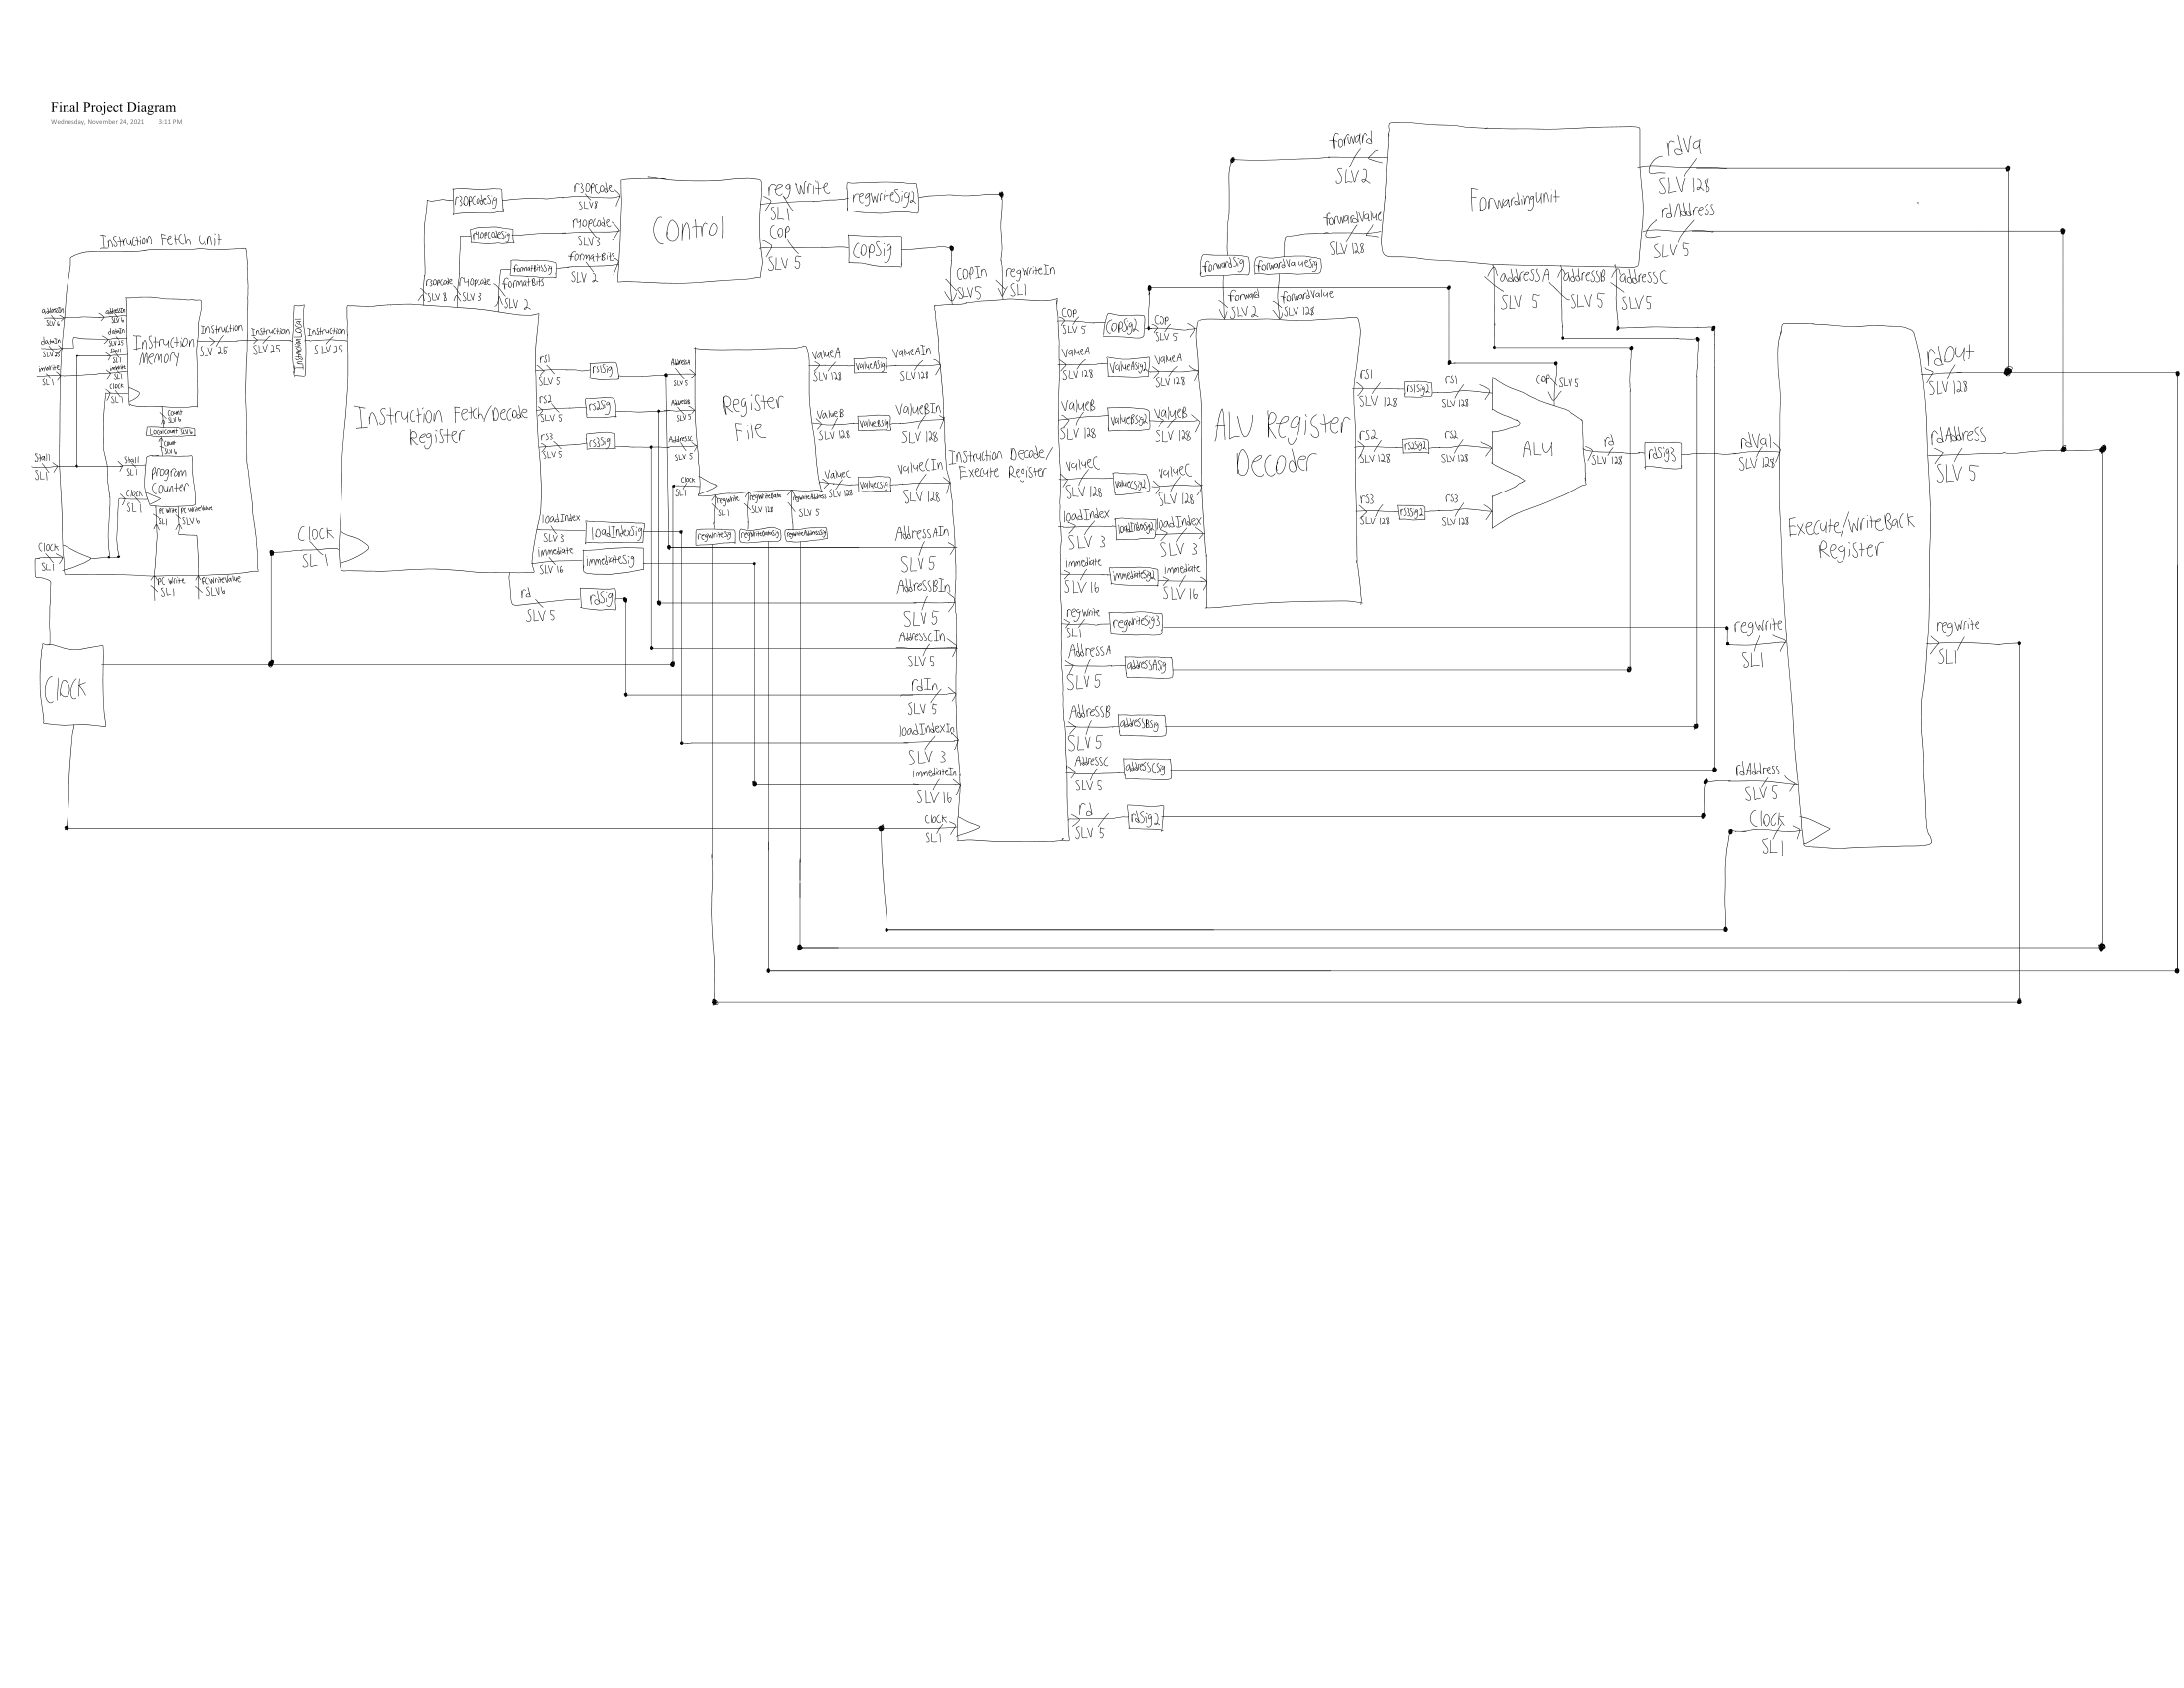 Final Project Diagram
Wednesday, November 24, 2021 3:11 PM
Instruction Fetch Unit
addressIn
SLV6
dataIn
SLV25
imWrite
SL1
addressIn
SLV6
dataIn
SLV25
Stall
SL1
imWrite
SL1
Clock
SL1
Instruction
Memory
Instruction
SLV 25
Count
SLV6
LocalCount SLV6
Count
SLV6
Stall
SL1
Stall
SL1
Program
Counter
Clock
SL1
PC Write
SL1
PC WriteValue
SLV6
Clock
SL1
PC Write
SL1
PCWriteValue
SLV6
Clock
Instruction
SLV 25
InstructionLocal
Instruction
SLV 25
Instruction Fetch/Decode
Register
Clock
SL1
r3OPCode
SLV 8
r4OPCode
SLV 3
formatBits
SLV 2
r3OPCodeSig
r4OPCodeSig
formatBitsSig
r3OPCode
SLV8
r4OPCode
SLV3
formatBits
SLV 2
Control
regWrite
SL1
COP
SLV 5
regwriteSig2
COPSig
COPIn
SLV5
regWriteIn
SL1
rs1
SLV 5
rs1Sig
rs2
SLV 5
rs2Sig
rs3
SLV 5
rs3Sig
loadIndex
SLV 3
loadIndexSig
immediate
SLV 16
immediateSig
rd
SLV 5
rdSig
AddressA
SLV 5
AddressB
SLV 5
AddressC
SLV 5
Clock
SL1
Register
File
regWrite
SL1
regWriteData
SLV 128
regWriteAddress
SLV 5
regWriteSig
regWriteDataSig
regWriteAddressSig
ValueA
SLV 128
ValueASig
ValueAIn
SLV 128
ValueB
SLV 128
ValueBSig
ValueBIn
SLV 128
ValueC
SLV 128
ValueCSig
ValueCIn
SLV 128
AddressAIn
SLV 5
AddressBIn
SLV 5
AddressCIn
SLV 5
rdIn
SLV 5
loadIndexIn
SLV 3
immediateIn
SLV 16
Clock
SL1
Instruction Decode/
Execute Register
COP
SLV 5
COPSig2
COP
SLV 5
ValueA
SLV 128
ValueASig2
ValueA
SLV 128
ValueB
SLV 128
ValueBSig2
ValueB
SLV 128
ValueC
SLV 128
ValueCSig2
ValueC
SLV 128
loadIndex
SLV 3
loadIndexSig2
loadIndex
SLV 3
immediate
SLV 16
immediateSig2
immediate
SLV 16
regWrite
SL1
regWriteSig3
AddressA
SLV 5
addressASig
AddressB
SLV 5
addressBSig
AddressC
SLV 5
addressCSig
rd
SLV 5
rdSig2
forward
SLV2
forwardValue
SLV 128
forwardSig
forwardValueSig
forward
SLV 2
forwardValue
SLV 128
ALU Register
Decoder
rs1
SLV 128
rs1Sig2
rs1
SLV 128
rs2
SLV 128
rs2Sig2
rs2
SLV 128
rs3
SLV 128
rs3Sig2
rs3
SLV 128
COP
SLV 5
ALU
rd
SLV 128
rdSig3
ForwardingUnit
rdVal
SLV 128
rdAddress
SLV 5
addressA
SLV 5
addressB
SLV 5
addressC
SLV5
rdVal
SLV 128
regWrite
SL1
rdAddress
SLV 5
Clock
SL1
Execute/WriteBack
Register
rdOut
SLV 128
rdAddress
SLV 5
regWrite
SL1